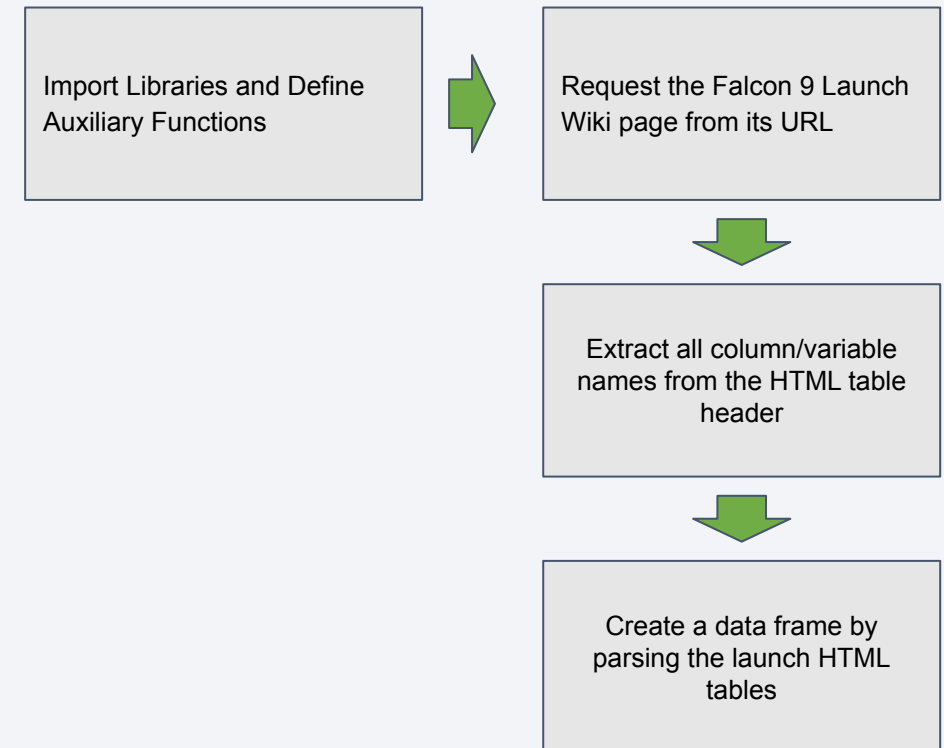 Import Libraries and Define
Auxiliary Functions
Request the Falcon 9 Launch
Wiki page from its URL
Extract all column/variable
names from the HTML table
header
Create a data frame by
parsing the launch HTML
tables